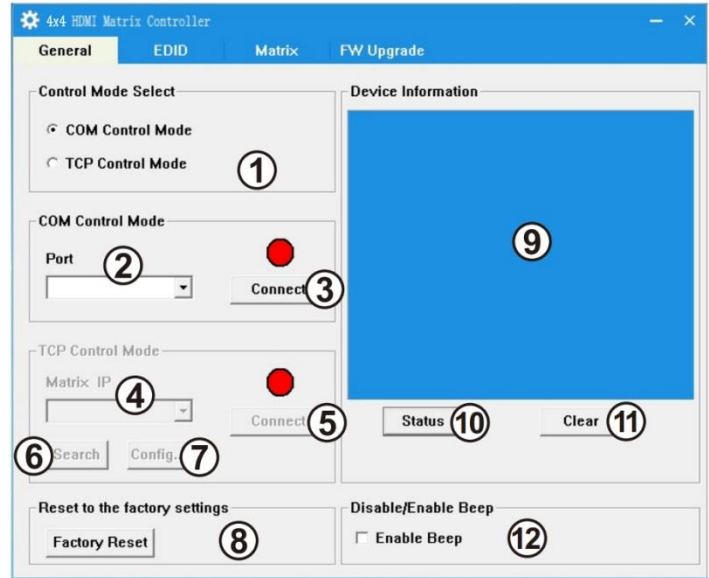 4x4 HDMI Matrix Controller
General EDID Matrix FW Upgrade
Control Mode Select
COM Control Mode
TCP Control Mode
1
COM Control Mode
Port
2
Connect
3
TCP Control Mode
Matrix IP
4
Connect
5
6
Search
Config..
7
Reset to the factory settings
Factory Reset
8
Device Information
9
Status
10
Clear
11
Disable/Enable Beep
Enable Beep
12